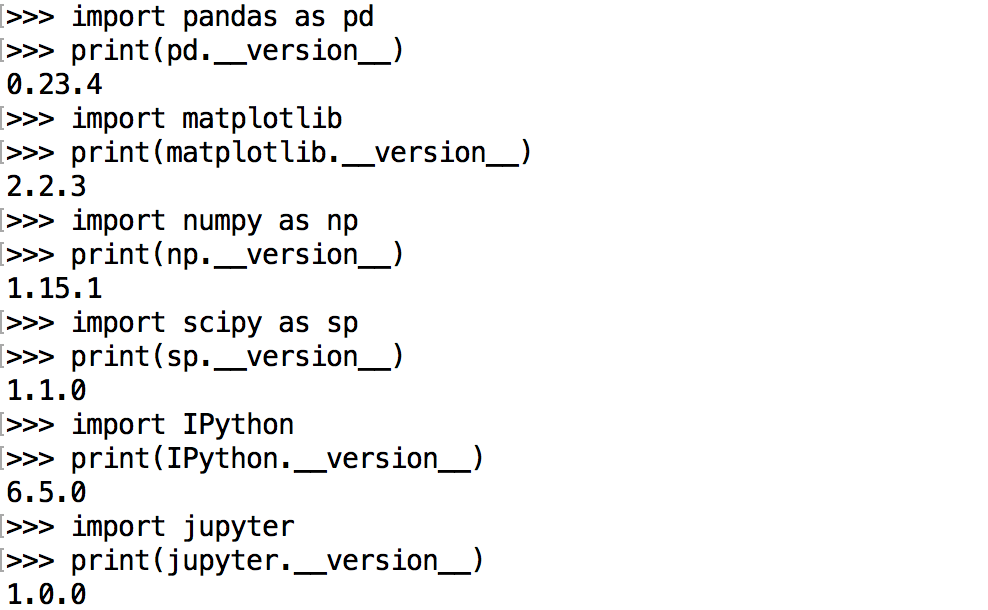 >>> import pandas as pd
>>> print(pd.__version__)
0.23.4
>>> import matplotlib
>>> print(matplotlib.__version__)
2.2.3
>>> import numpy as np
>>> print(np.__version__)
1.15.1
>>> import scipy as sp
>>> print(sp.__version__)
1.1.0
>>> import IPython
>>> print(IPython.__version__)
6.5.0
>>> import jupyter
>>> print(jupyter.__version__)
1.0.0